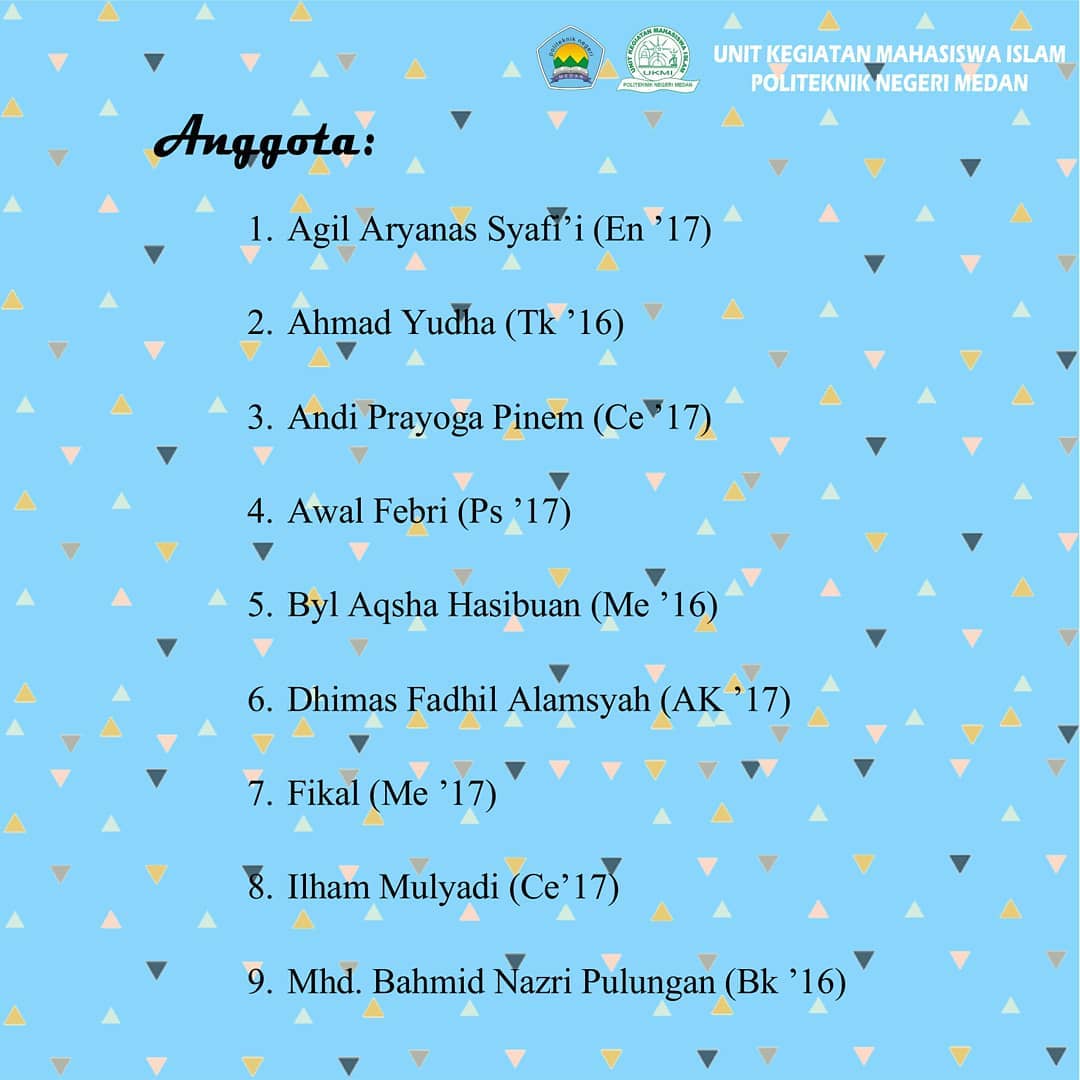 politeknik negeri
MEDAN
UNIT KEGIATAN MAHASISWA ISLAM
UKMI
POLITEKNIK NEGERI MEDAN
UNIT KEGIATAN MAHASISWA ISLAM
POLITEKNIK NEGERI MEDAN
Anggota:
1. Agil Aryanas Syafi’i (En ’17)
2. Ahmad Yudha (Tk ’16)
3. Andi Prayoga Pinem (Ce ’17)
4. Awal Febri (Ps ’17)
5. Byl Aqsha Hasibuan (Me ’16)
6. Dhimas Fadhil Alamsyah (AK ’17)
7. Fikal (Me ’17)
8. Ilham Mulyadi (Ce’17)
9. Mhd. Bahmid Nazri Pulungan (Bk ’16)